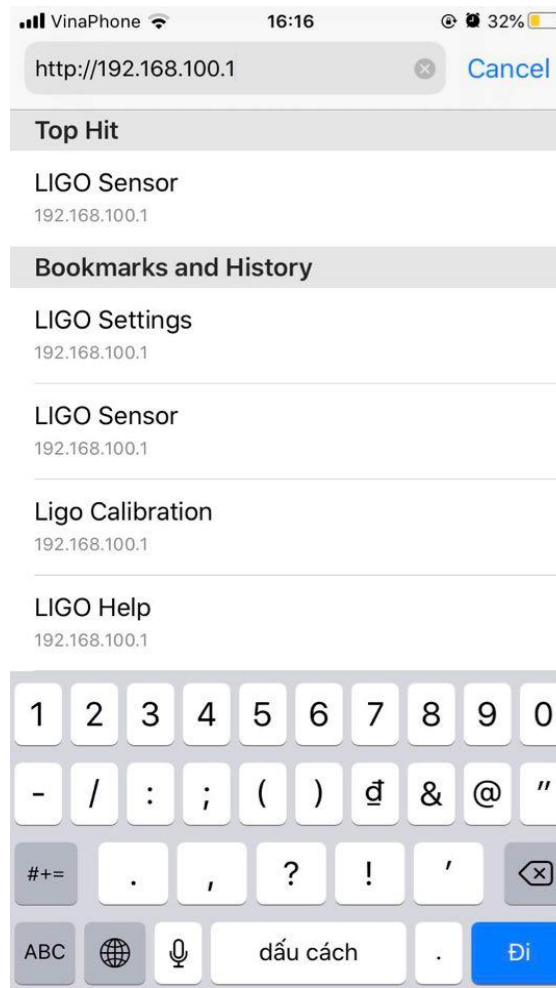 VinaPhone 16:16 32%
http://192.168.100.1 Cancel
Top Hit
LIGO Sensor
192.168.100.1
Bookmarks and History
LIGO Settings
192.168.100.1
LIGO Sensor
192.168.100.1
Ligo Calibration
192.168.100.1
LIGO Help
192.168.100.1
1 2 3 4 5 6 7 8 9 0
- / : ; ( ) ₫ & @ "
#+= . , ? ! '
ABC dấu cách . Đi